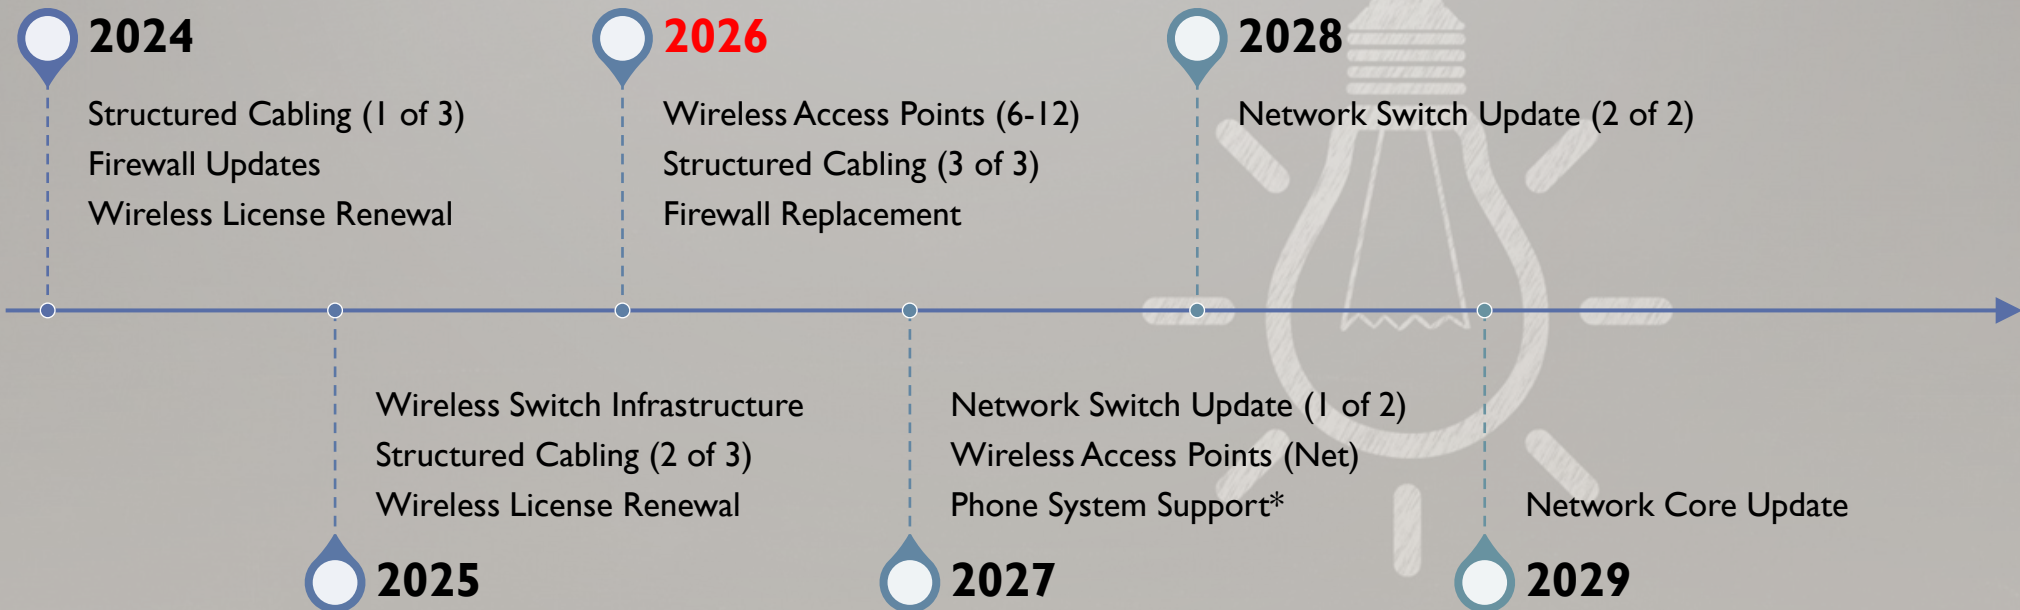 2024
Structured Cabling (1 of 3)
Firewall Updates
Wireless License Renewal
2026
Wireless Access Points (6-12)
Structured Cabling (3 of 3)
Firewall Replacement
2028
Network Switch Update (2 of 2)
Wireless Switch Infrastructure
Structured Cabling (2 of 3)
Wireless License Renewal
2025
Network Switch Update (1 of 2)
Wireless Access Points (Net)
Phone System Support*
2027
Network Core Update
2029